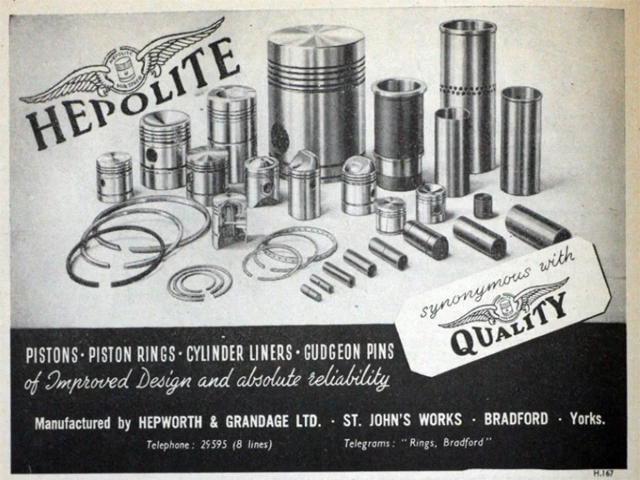 HEPOLITE
synonymous with
QUALITY
PISTONS · PISTON RINGS · CYLINDER LINERS · GUDGEON PINS
of Improved Design and absolute reliability
Manufactured by HEPWORTH & GRANDAGE LTD. · ST. JOHN'S WORKS · BRADFORD · Yorks.
Telephone: 29595 (8 lines) Telegrams: "Rings, Bradford"
H.167